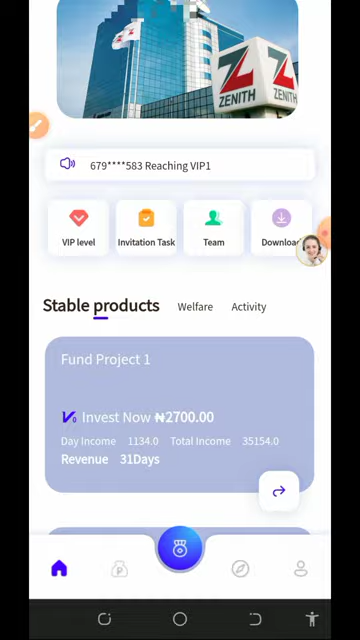 ZENITH
ZENITH
679****583 Reaching VIP1
VIP level
Invitation Task
Team
Download
Stable products
Welfare
Activity
Fund Project 1
V0 Invest Now ₦2700.00
Day Income 1134.0 Total Income 35154.0
Revenue 31Days